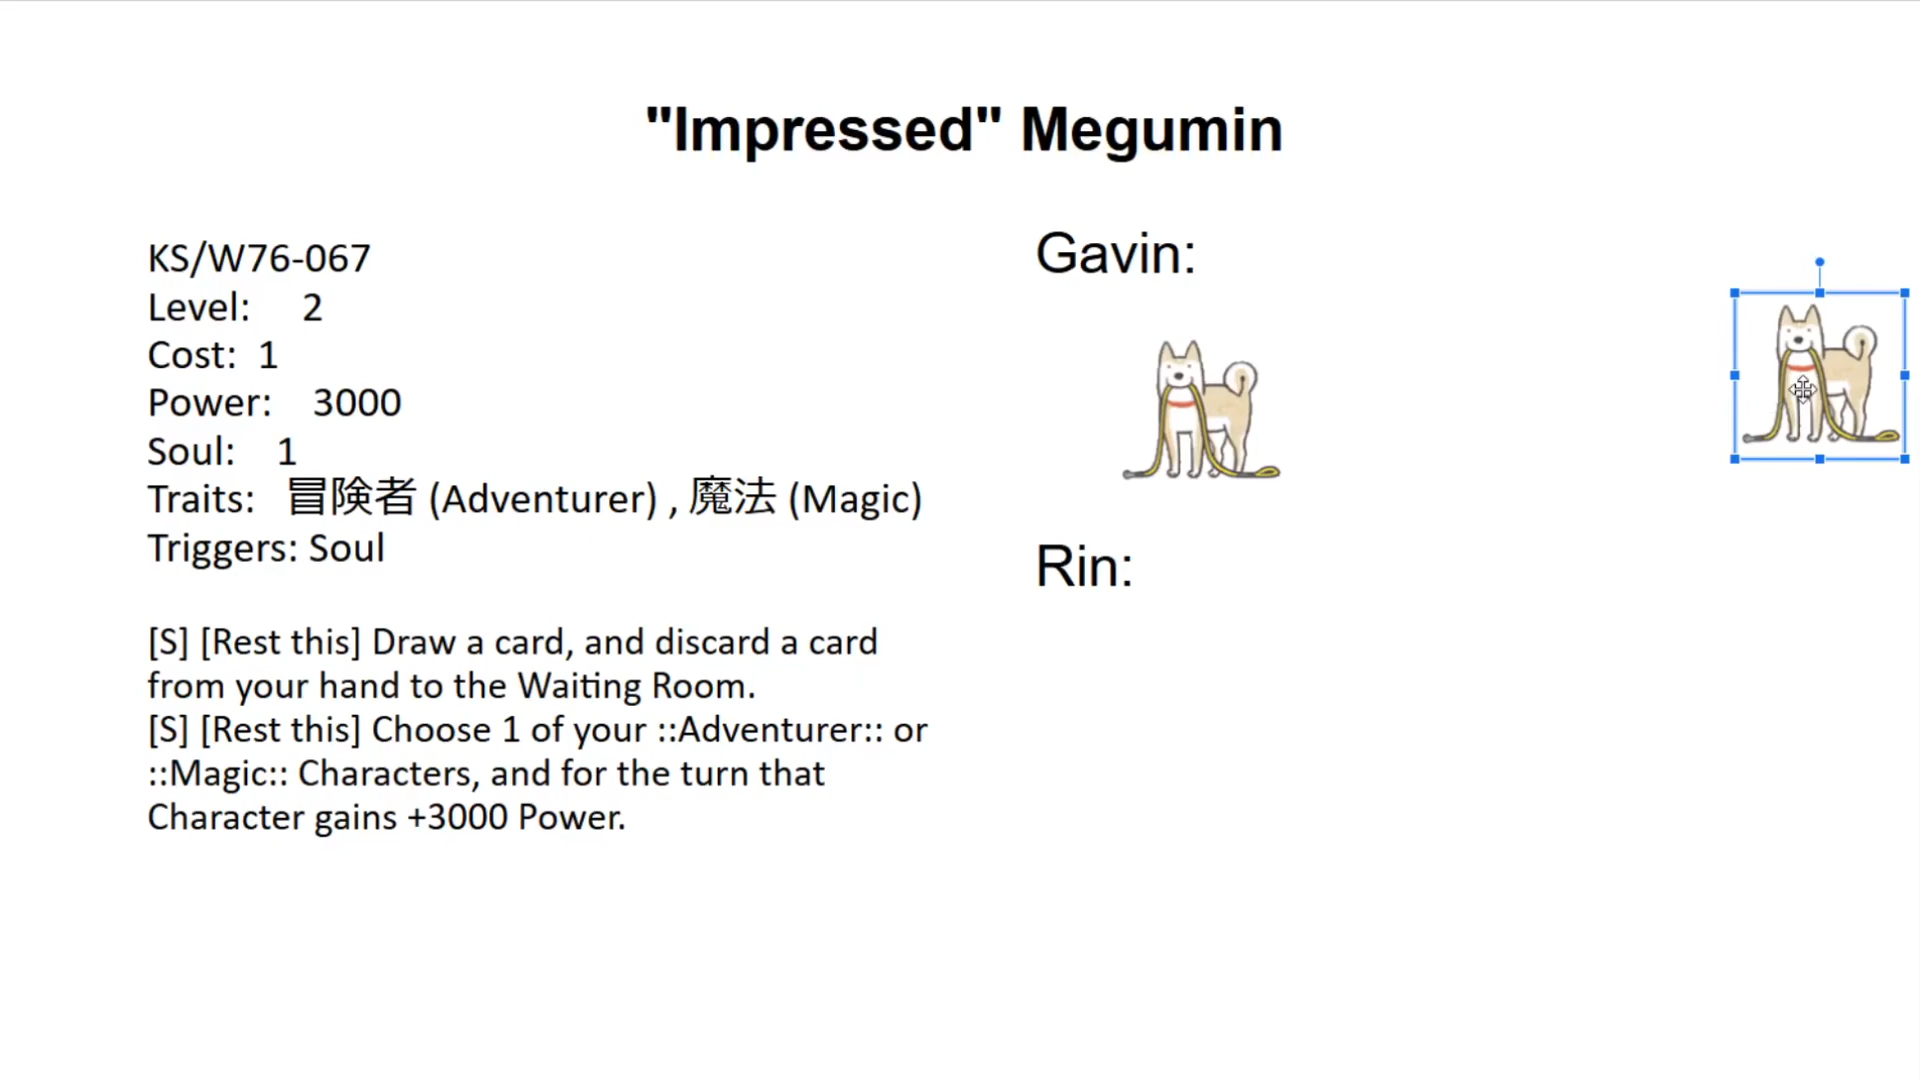 "Impressed" Megumin
KS/W76-067
Level: 2
Cost: 1
Power: 3000
Soul: 1
Traits: 冒険者 (Adventurer) , 魔法 (Magic)
Triggers: Soul
[S] [Rest this] Draw a card, and discard a card
from your hand to the Waiting Room.
[S] [Rest this] Choose 1 of your ::Adventurer:: or
::Magic:: Characters, and for the turn that
Character gains +3000 Power.
Gavin:
Rin: